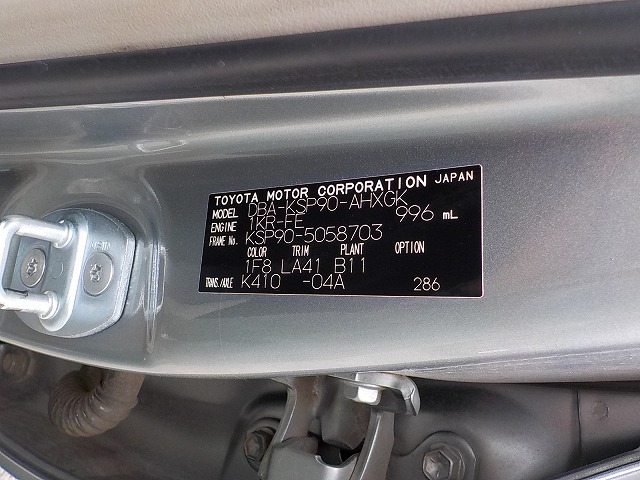 TOYOTA MOTOR CORPORATION JAPAN
MODEL DBA-KSP90-AHXGK
ENGINE 1KR-FE 996 mL
FRAME No. KSP90-5058703
COLOR TRIM PLANT OPTION
1F8 LA41 B11
TRANS./AXLE K410 -04A 286